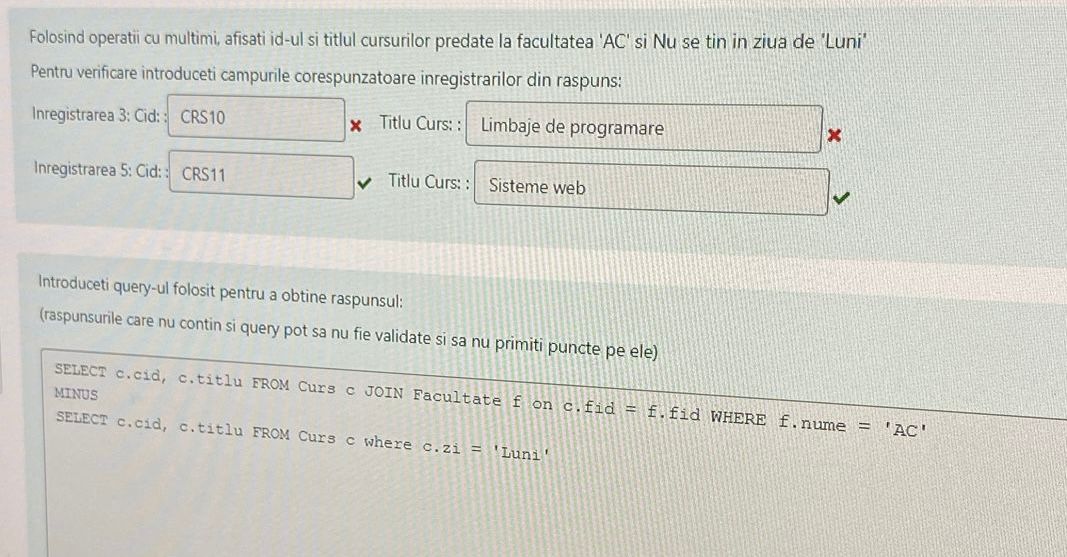 Folosind operatii cu multimi, afisati id-ul si titlul cursurilor predate la facultatea 'AC' si Nu se tin in ziua de 'Luni'
Pentru verificare introduceti campurile corespunzatoare inregistrarilor din raspuns:
Inregistrarea 3: Cid: : CRS10 Titlu Curs: : Limbaje de programare
Inregistrarea 5: Cid: : CRS11 Titlu Curs: : Sisteme web
Introduceti query-ul folosit pentru a obtine raspunsul:
(raspunsurile care nu contin si query pot sa nu fie validate si sa nu primiti puncte pe ele)
SELECT c.cid, c.titlu FROM Curs c JOIN Facultate f on c.fid = f.fid WHERE f.nume = 'AC'
MINUS
SELECT c.cid, c.titlu FROM Curs c where c.zi = 'Luni'